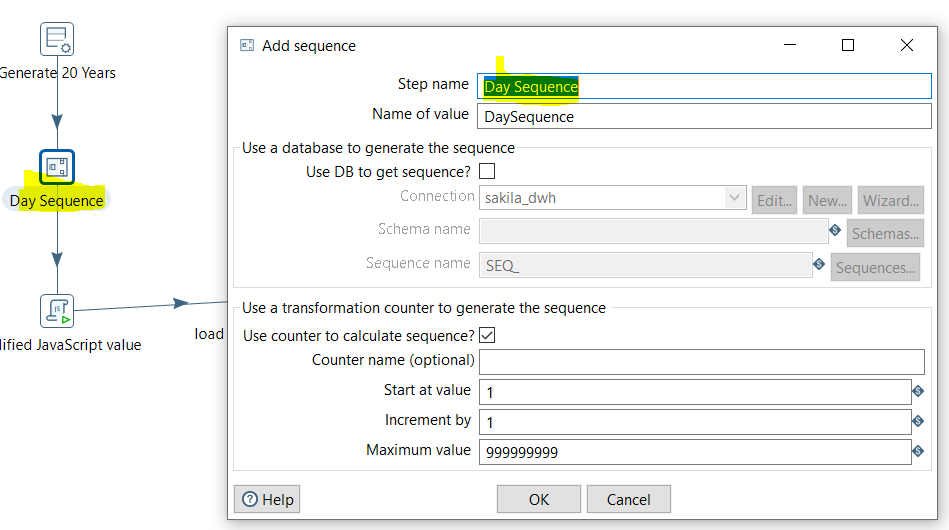 Generate 20 Years
Day Sequence
lified JavaScript value
load
Add sequence
Step name Day Sequence
Name of value DaySequence
Use a database to generate the sequence
Use DB to get sequence?
Connection sakila_dwh Edit... New... Wizard...
Schema name Schemas...
Sequence name SEQ_ Sequences...
Use a transformation counter to generate the sequence
Use counter to calculate sequence?
Counter name (optional)
Start at value 1
Increment by 1
Maximum value 999999999
Help OK Cancel